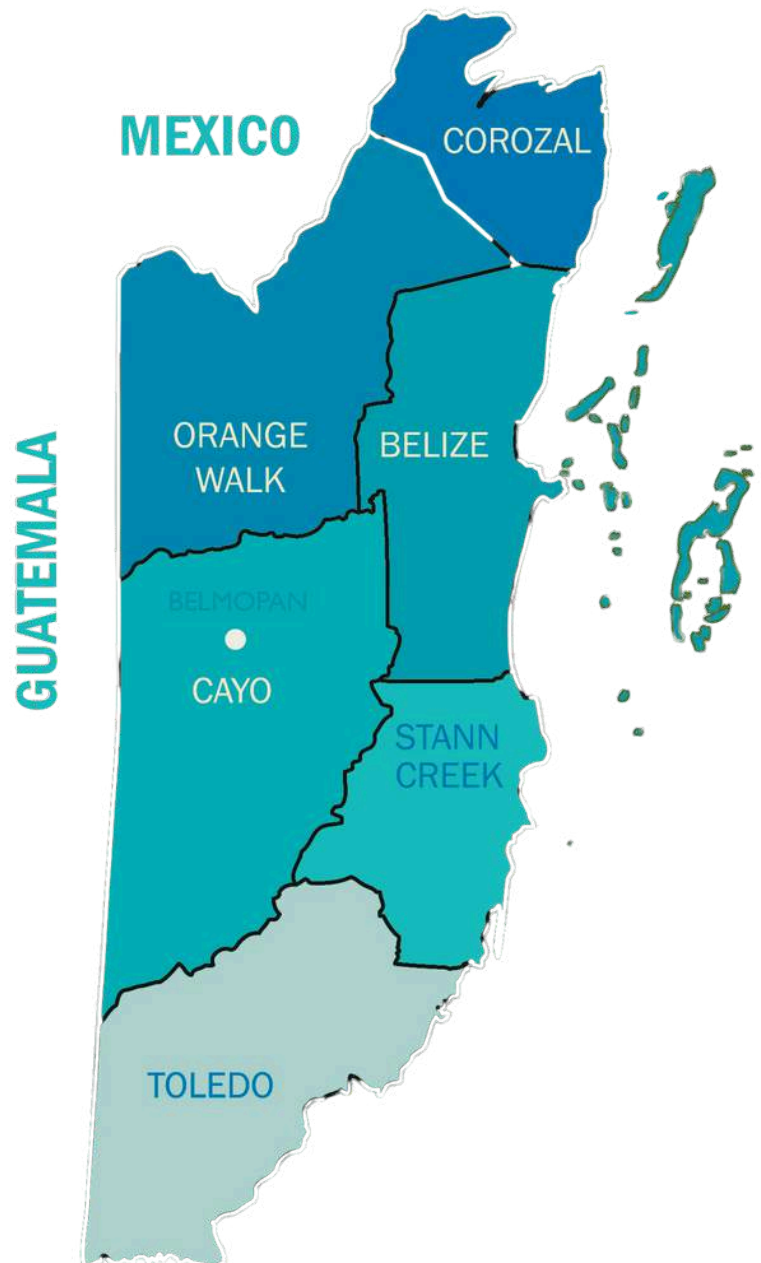 MEXICO
COROZAL
GUATEMALA
ORANGE
WALK
BELIZE
BELMOPAN
CAYO
STANN
CREEK
TOLEDO